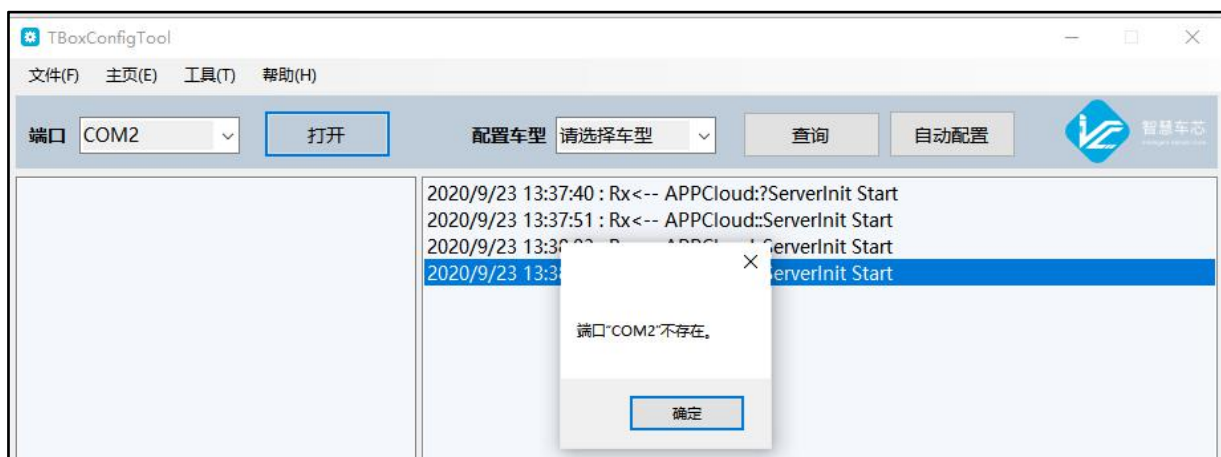 TBoxConfigTool
文件(F) 主页(E) 工具(T) 帮助(H)
端口 COM2 打开 配置车型 请选择车型 查询 自动配置 智慧车芯
2020/9/23 13:37:40 : Rx<-- APPCloud:?ServerInit Start
2020/9/23 13:37:51 : Rx<-- APPCloud::ServerInit Start
2020/9/23 13:38 ServerInit Start
2020/9/23 13:38 ServerInit Start
端口"COM2"不存在。
确定